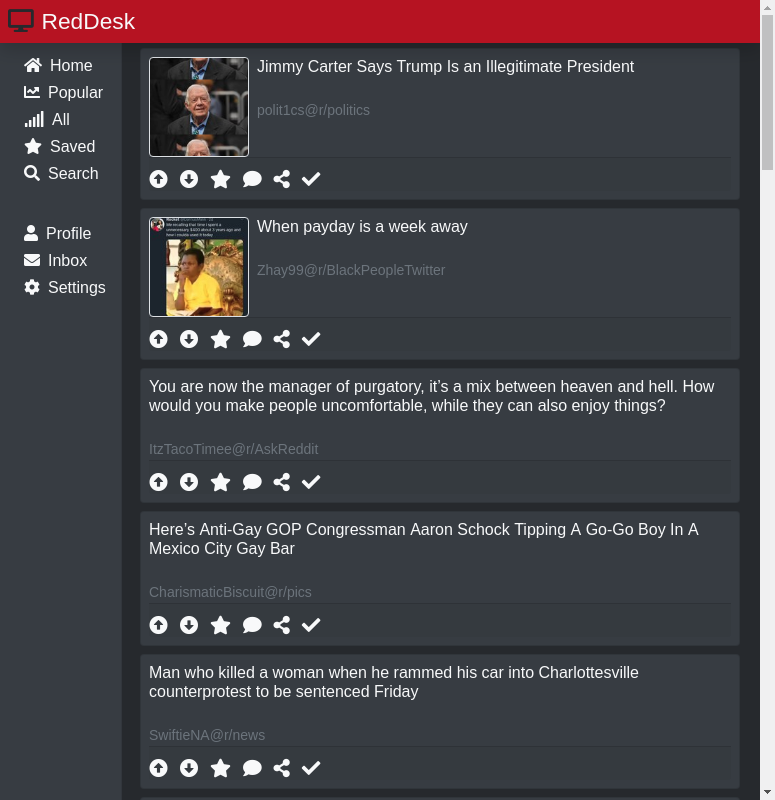 RedDesk
Home
Popular
All
Saved
Search
Profile
Inbox
Settings
Jimmy Carter Says Trump Is an Illegitimate President
polit1cs@r/politics
When payday is a week away
Zhay99@r/BlackPeopleTwitter
You are now the manager of purgatory, it’s a mix between heaven and hell. How
would you make people uncomfortable, while they can also enjoy things?
ItzTacoTimee@r/AskReddit
Here’s Anti-Gay GOP Congressman Aaron Schock Tipping A Go-Go Boy In A
Mexico City Gay Bar
CharismaticBiscuit@r/pics
Man who killed a woman when he rammed his car into Charlottesville
counterprotest to be sentenced Friday
SwiftieNA@r/news